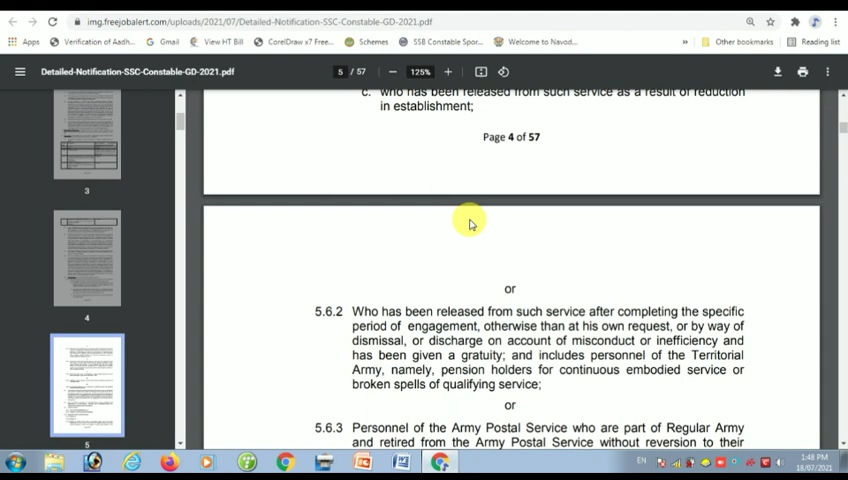 img.freejobalert.com/uploads/2021/07/Detailed-Notification-SSC-Constable-GD-2021.pdf
Apps Verification of Aadh... Gmail View HT Bill CorelDraw x7 Free... Schemes SSB Constable Spor... Welcome to Navod... » Other bookmarks Reading list
Detailed-Notification-SSC-Constable-GD-2021.pdf 5 / 57 − 125% +
c. who has been released from such service as a result of reduction
in establishment;
Page 4 of 57
3
4
5
or
5.6.2 Who has been released from such service after completing the specific
period of engagement, otherwise than at his own request, or by way of
dismissal, or discharge on account of misconduct or inefficiency and
has been given a gratuity; and includes personnel of the Territorial
Army, namely, pension holders for continuous embodied service or
broken spells of qualifying service;
or
5.6.3 Personnel of the Army Postal Service who are part of Regular Army
and retired from the Army Postal Service without reversion to their
EN 1:48 PM
18/07/2021